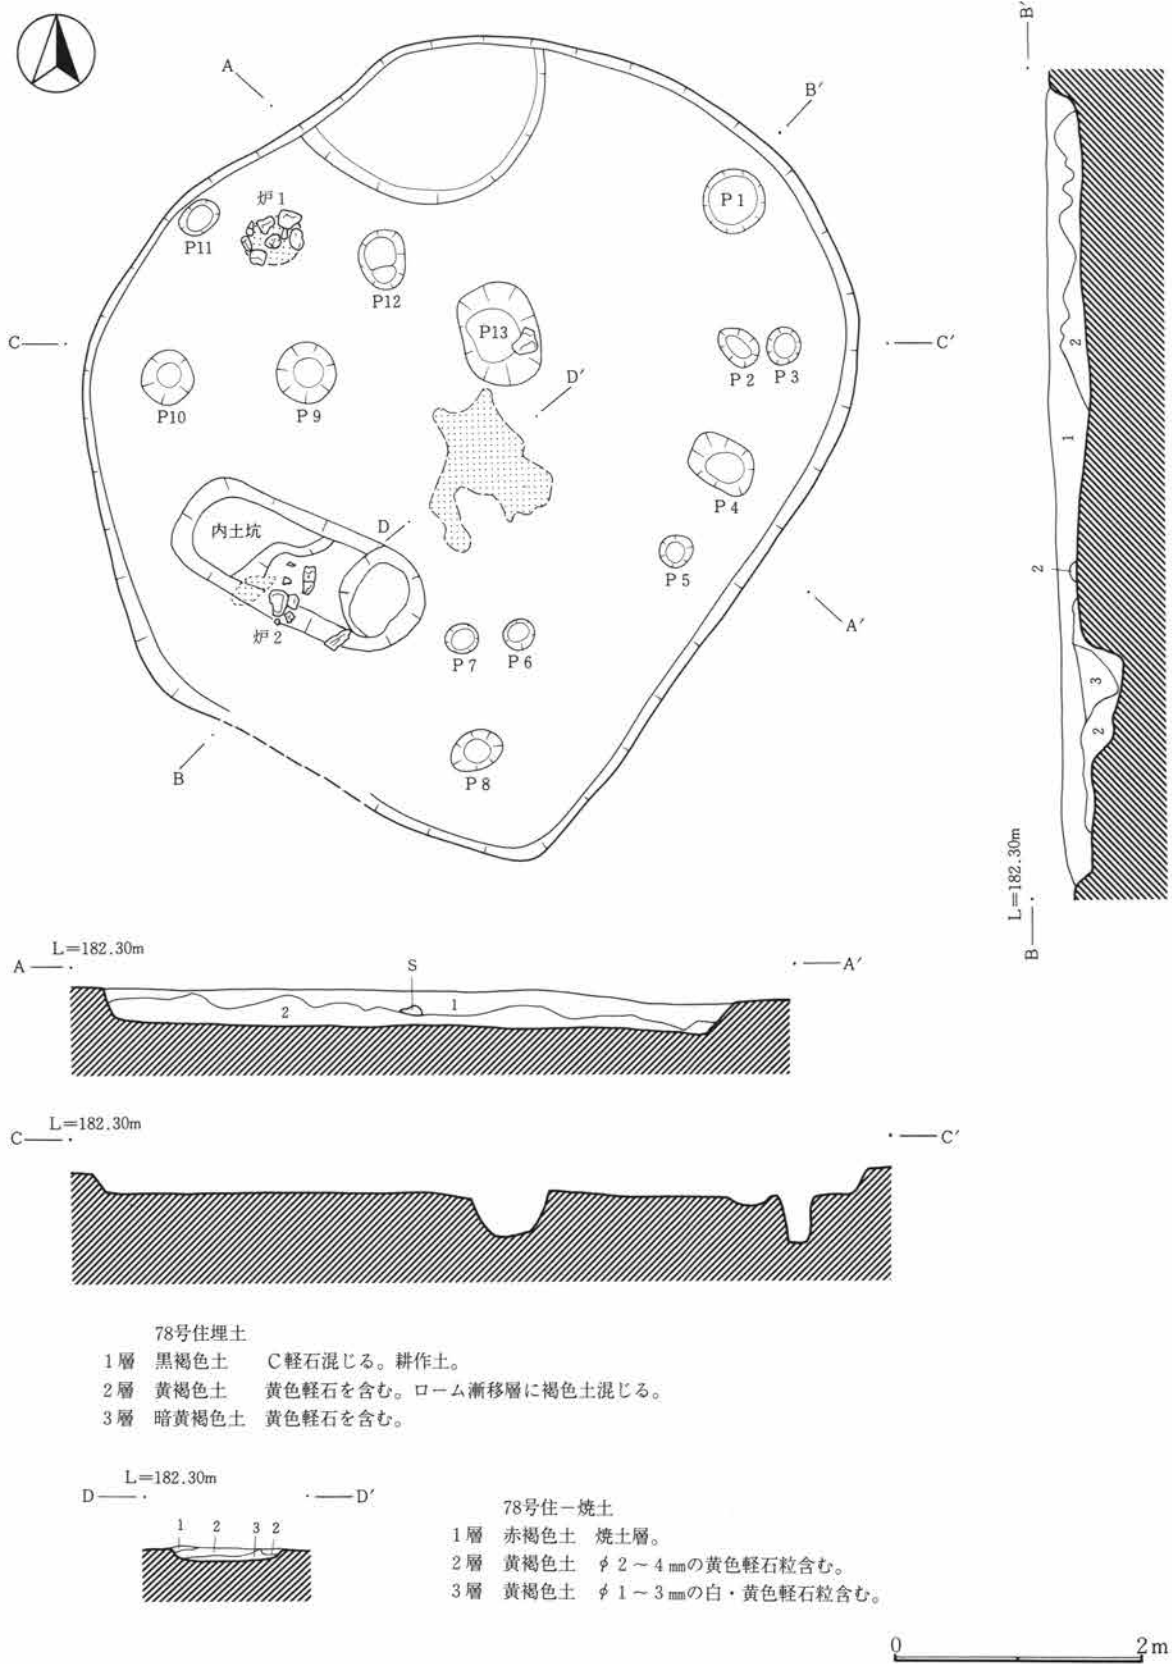 A
B′
B′
P1
炉1
P11
P12
P13
C
C′
P2
P3
D′
P10
P9
2
1
P4
内土坑
D
P5
2
A′
炉2
P7
P6
3
2
B
P8
L=182.30m
B
L=182.30m
A
S
A′
2
1
L=182.30m
C
C′
78号住埋土
1層 黒褐色土 C軽石混じる。耕作土。
2層 黄褐色土 黄色軽石を含む。ローム漸移層に褐色土混じる。
3層 暗黄褐色土 黄色軽石を含む。
L=182.30m
D
D′
1 2 3 2
78号住-焼土
1層 赤褐色土 焼土層。
2層 黄褐色土 φ2~4㎜の黄色軽石粒含む。
3層 黄褐色土 φ1~3㎜の白・黄色軽石粒含む。
0 2m